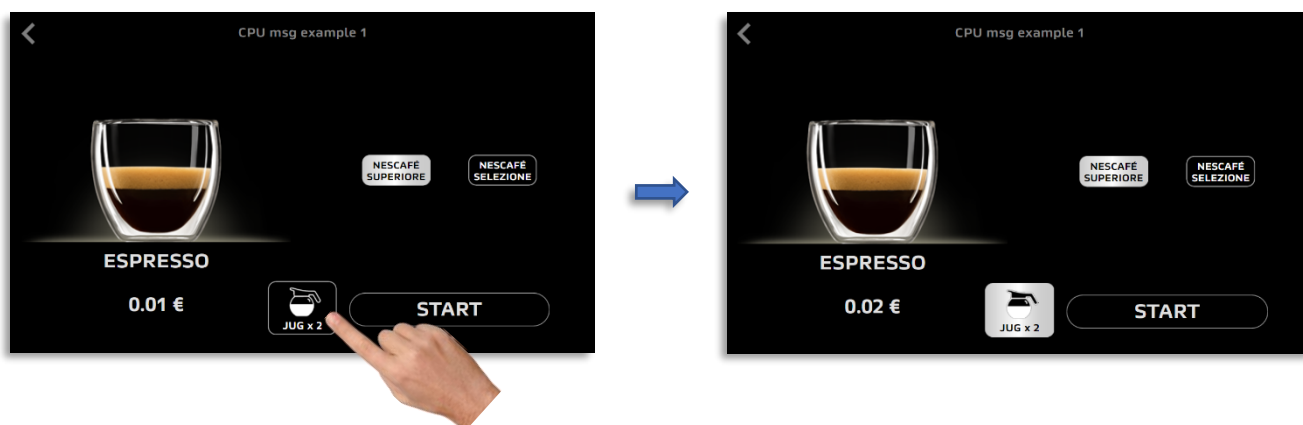 CPU msg example 1
NESCAFÉ
SUPERIORE
NESCAFÉ
SELEZIONE
ESPRESSO
0.01 €
JUG x 2
START
CPU msg example 1
NESCAFÉ
SUPERIORE
NESCAFÉ
SELEZIONE
ESPRESSO
0.02 €
JUG x 2
START